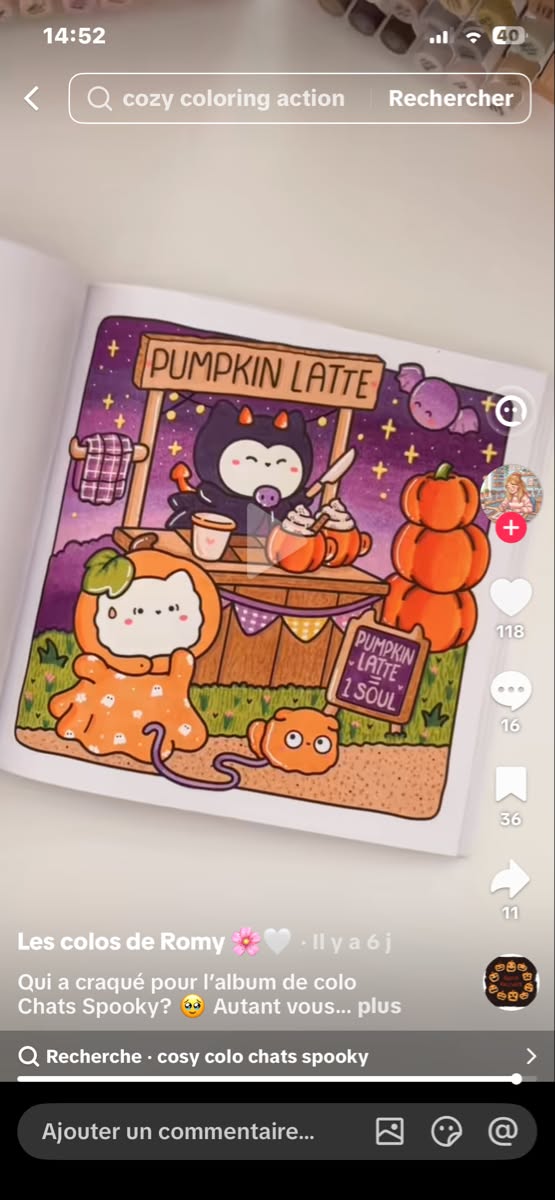 14:52
40
cozy coloring action
Rechercher
PUMPKIN LATTE
PUMPKIN
LATTE
=
1 SOUL
118
16
36
11
Les colos de Romy 🌸🤍 · Il y a 6 j
Qui a craqué pour l’album de colo
Chats Spooky? 🥹 Autant vous... plus
Recherche · cosy colo chats spooky
Ajouter un commentaire...